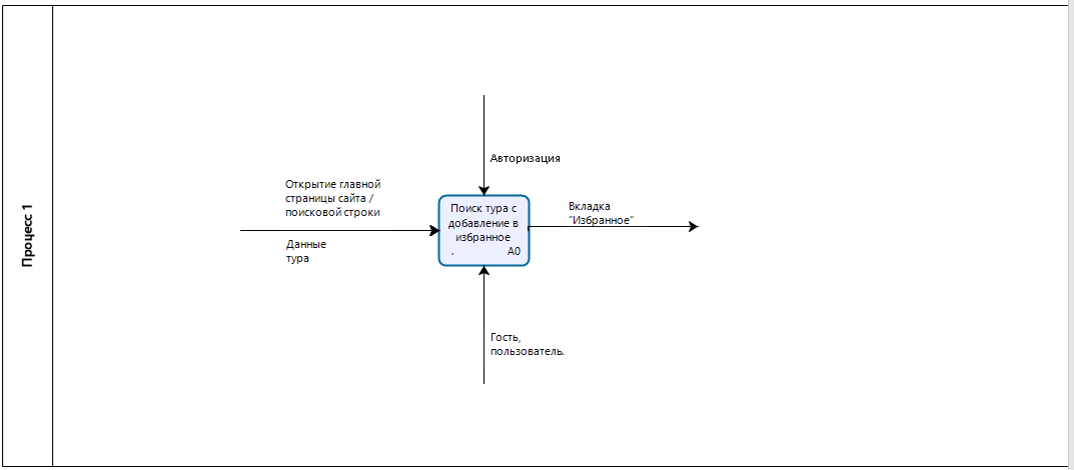 Процесс 1
Авторизация
Открытие главной
страницы сайта /
поисковой строки
Данные
тура
Поиск тура с
добавление в
избранное
. А0
Вкладка
"Избранное"
Гость,
пользователь.